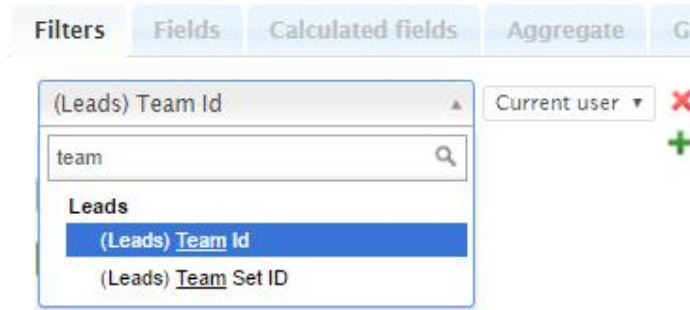 Filters Fields Calculated fields Aggregate G
(Leads) Team Id Current user
team
Leads
(Leads) Team Id
(Leads) Team Set ID